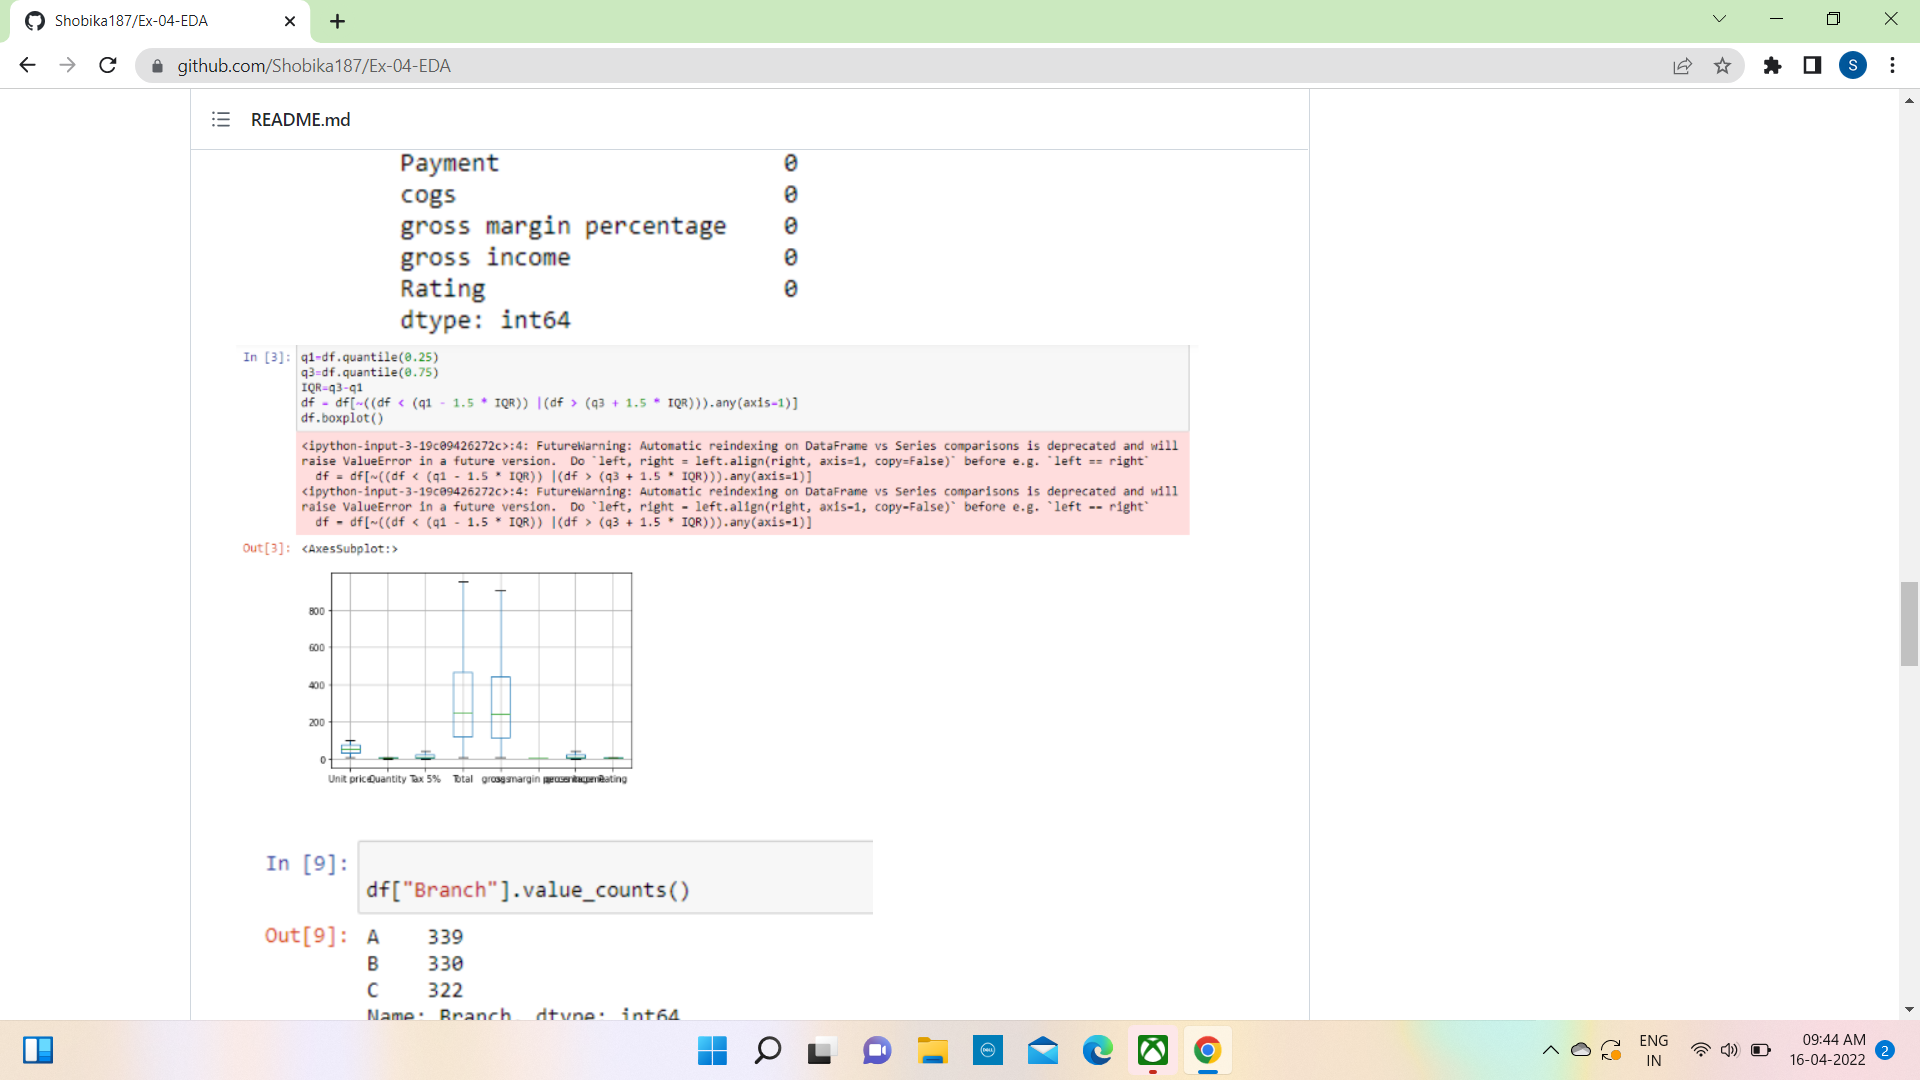 Shobika187/Ex-04-EDA
github.com/Shobika187/Ex-04-EDA
S
README.md
Payment 0
cogs 0
gross margin percentage 0
gross income 0
Rating 0
dtype: int64
In [3]: q1=df.quantile(0.25)
q3=df.quantile(0.75)
IQR=q3-q1
df = df[~((df < (q1 - 1.5 * IQR)) |(df > (q3 + 1.5 * IQR))).any(axis=1)]
df.boxplot()
<ipython-input-3-19c09426272c>:4: FutureWarning: Automatic reindexing on DataFrame vs Series comparisons is deprecated and will
raise ValueError in a future version.  Do `left, right = left.align(right, axis=1, copy=False)` before e.g. `left == right`
df = df[~((df < (q1 - 1.5 * IQR)) |(df > (q3 + 1.5 * IQR))).any(axis=1)]
<ipython-input-3-19c09426272c>:4: FutureWarning: Automatic reindexing on DataFrame vs Series comparisons is deprecated and will
raise ValueError in a future version.  Do `left, right = left.align(right, axis=1, copy=False)` before e.g. `left == right`
df = df[~((df < (q1 - 1.5 * IQR)) |(df > (q3 + 1.5 * IQR))).any(axis=1)]
Out[3]: <AxesSubplot:>
800
600
400
200
0
Unit price Quantity Tax 5% Total margin Rating
In [9]:
df["Branch"].value_counts()
Out[9]: A 339
B 330
C 322
Name: Branch, dtype: int64
ENG
IN
09:44 AM
16-04-2022
2